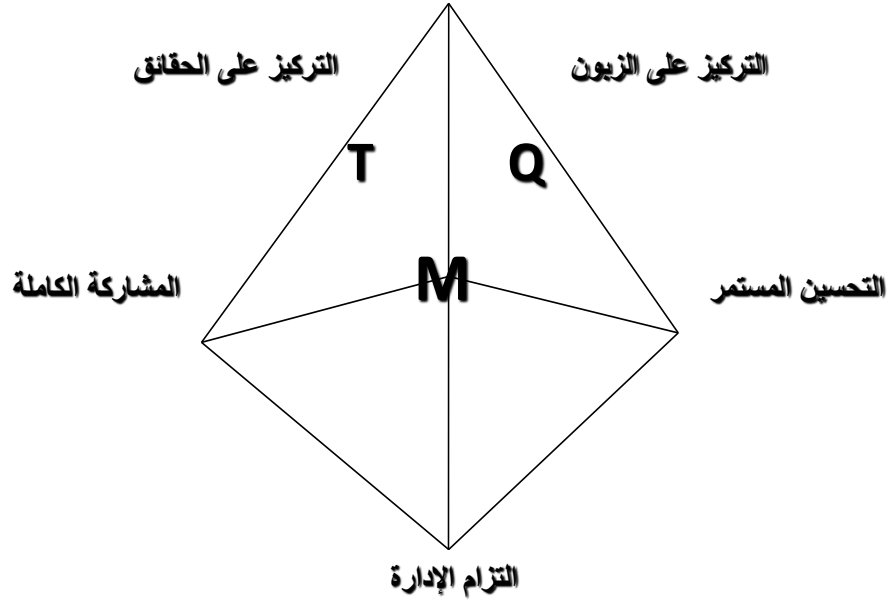 التركيز على الزبون
التركيز على الحقائق
T
Q
M
التحسين المستمر
المشاركة الكاملة
التزام الإدارة